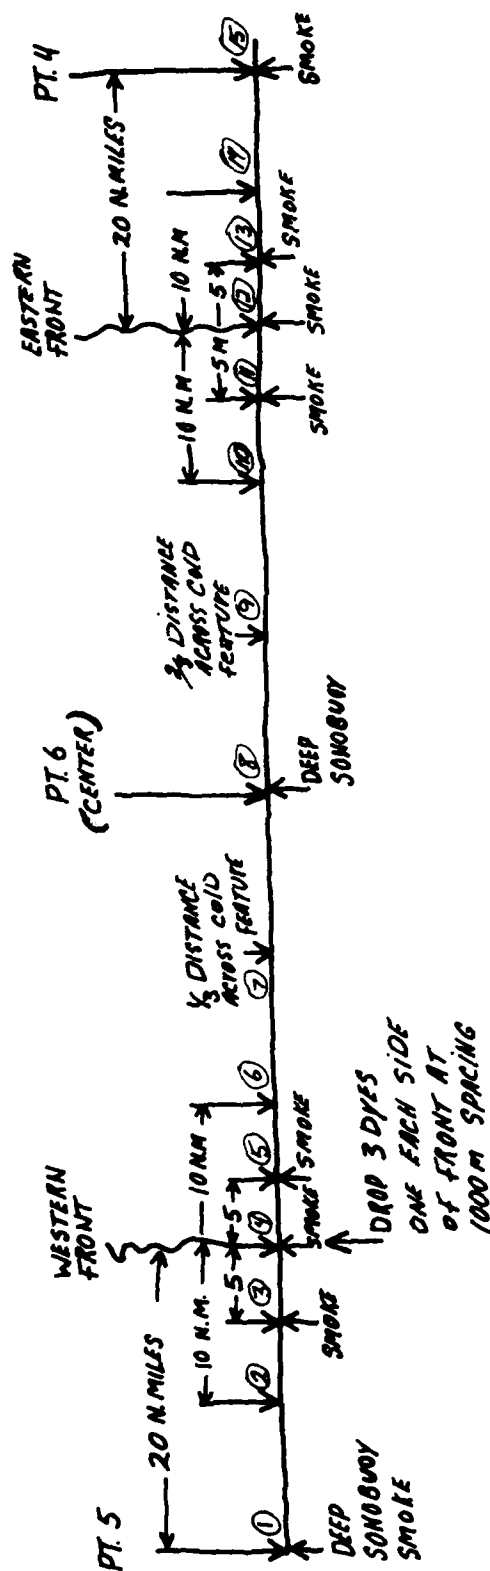 PT. 5
20 N. MILES
WESTERN
FRONT
10 N.M.
10 N.M
5
5
1/3 DISTANCE
ACROSS COLD
FEATURE
PT. 6
(CENTER)
2/3 DISTANCE
ACROSS COLD
FEATURE
EASTERN
FRONT
20 N.MILES
10 N.M
10 N.M
5 M
5
PT. 4
1
2
3
4
5
6
7
8
9
10
11
12
13
14
15
DEEP
SONOBUOY
SMOKE
SMOKE
SMOKE
SMOKE
DROP 3 DYES
ONE EACH SIDE
OF FRONT AT
1000 M SPACING
DEEP
SONOBUOY
SMOKE
SMOKE
SMOKE
SMOKE